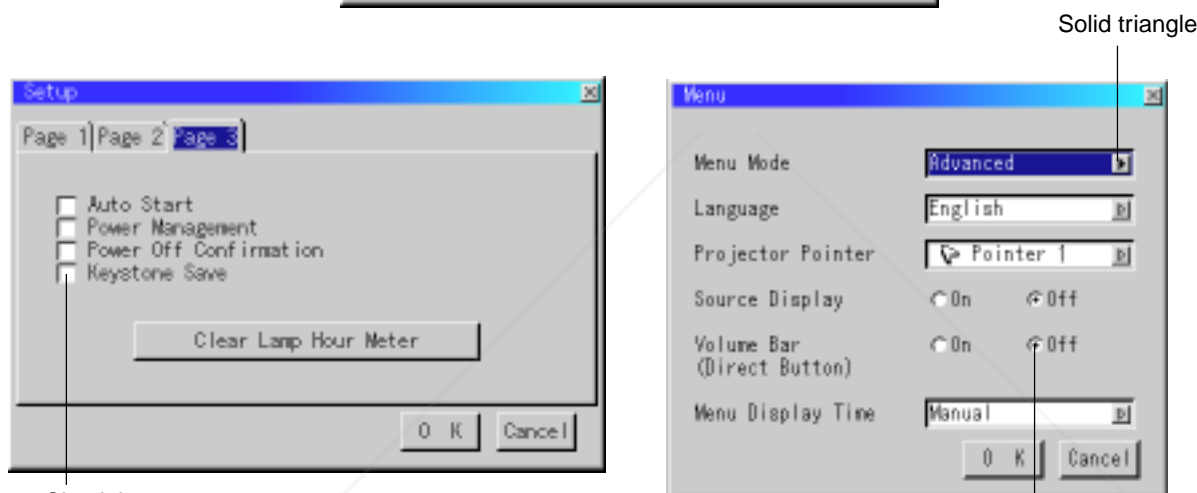 Solid triangle
Setup
Page 1 Page 2 Page 3
Auto Start
Power Management
Power Off Confirmation
Keystone Save
Clear Lamp Hour Meter
O K Cancel
Menu
Menu Mode Advanced
Language English
Projector Pointer Pointer 1
Source Display On Off
Volume Bar On Off
(Direct Button)
Menu Display Time Manual
O K Cancel